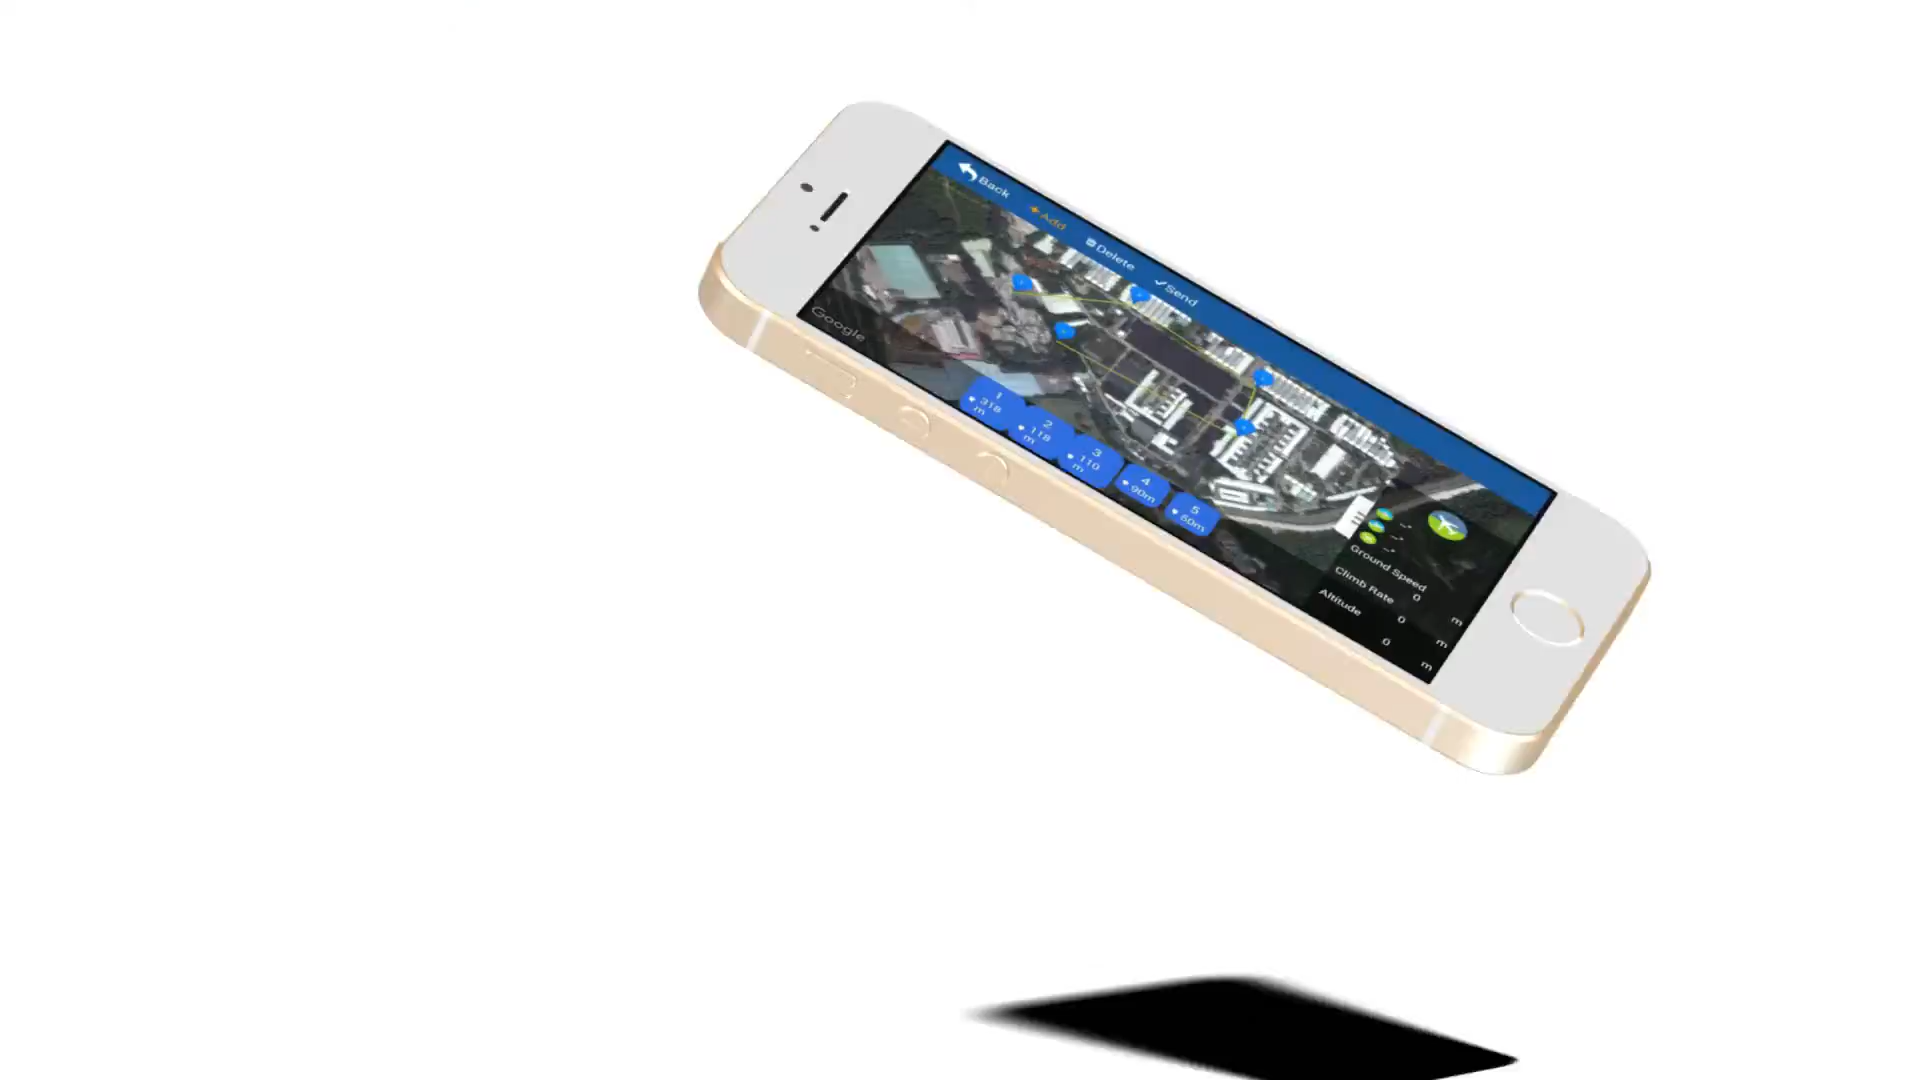 Back
Add
Delete
Send
Google
1
318
m
2
118
m
3
110
m
4
90m
5
60m
Ground Speed
0
m
Climb Rate
0
m
Altitude
0
m